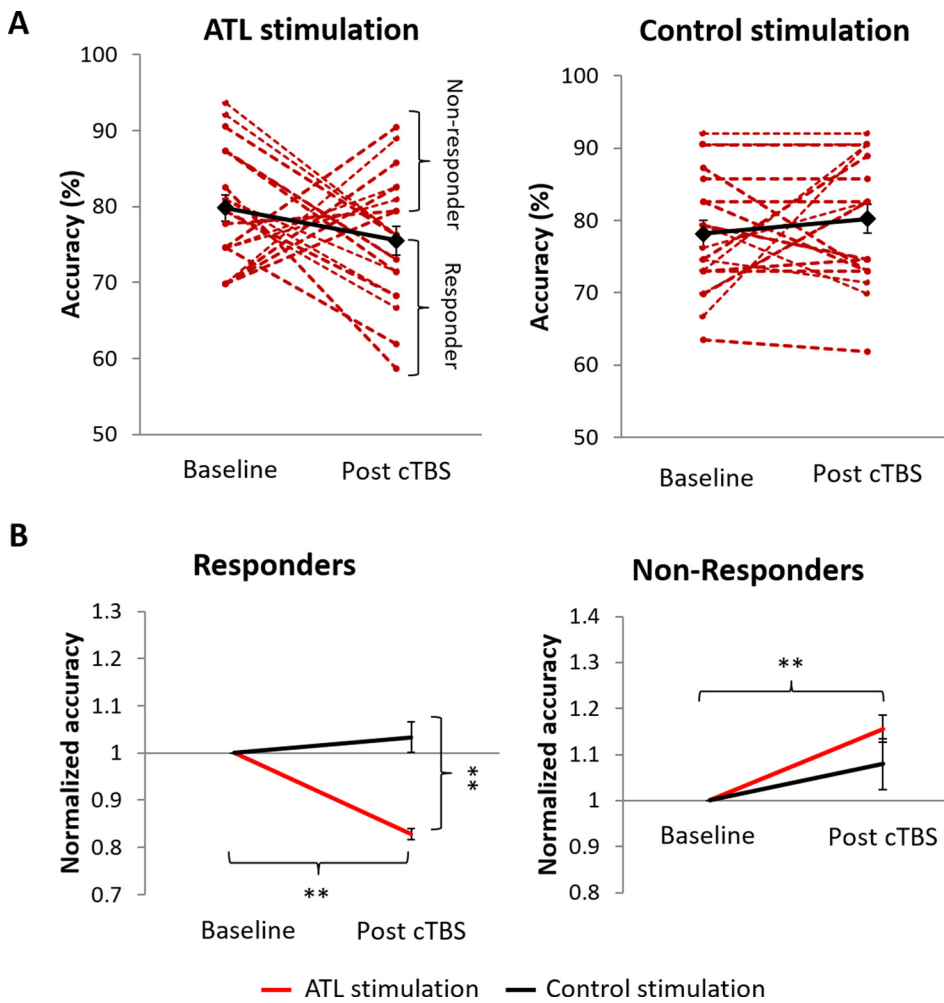 A
ATL stimulation
Control stimulation
Accuracy (%)
100
90
80
70
60
50
Non-responder
Responder
Baseline
Post cTBS
Accuracy (%)
100
90
80
70
60
50
Baseline
Post cTBS
B
Responders
Non-Responders
Normalized accuracy
1.3
1.2
1.1
1
0.9
0.8
0.7
**
**
Baseline
Post cTBS
Normalized accuracy
1.4
1.3
1.2
1.1
1
0.9
0.8
**
Baseline
Post cTBS
ATL stimulation
Control stimulation